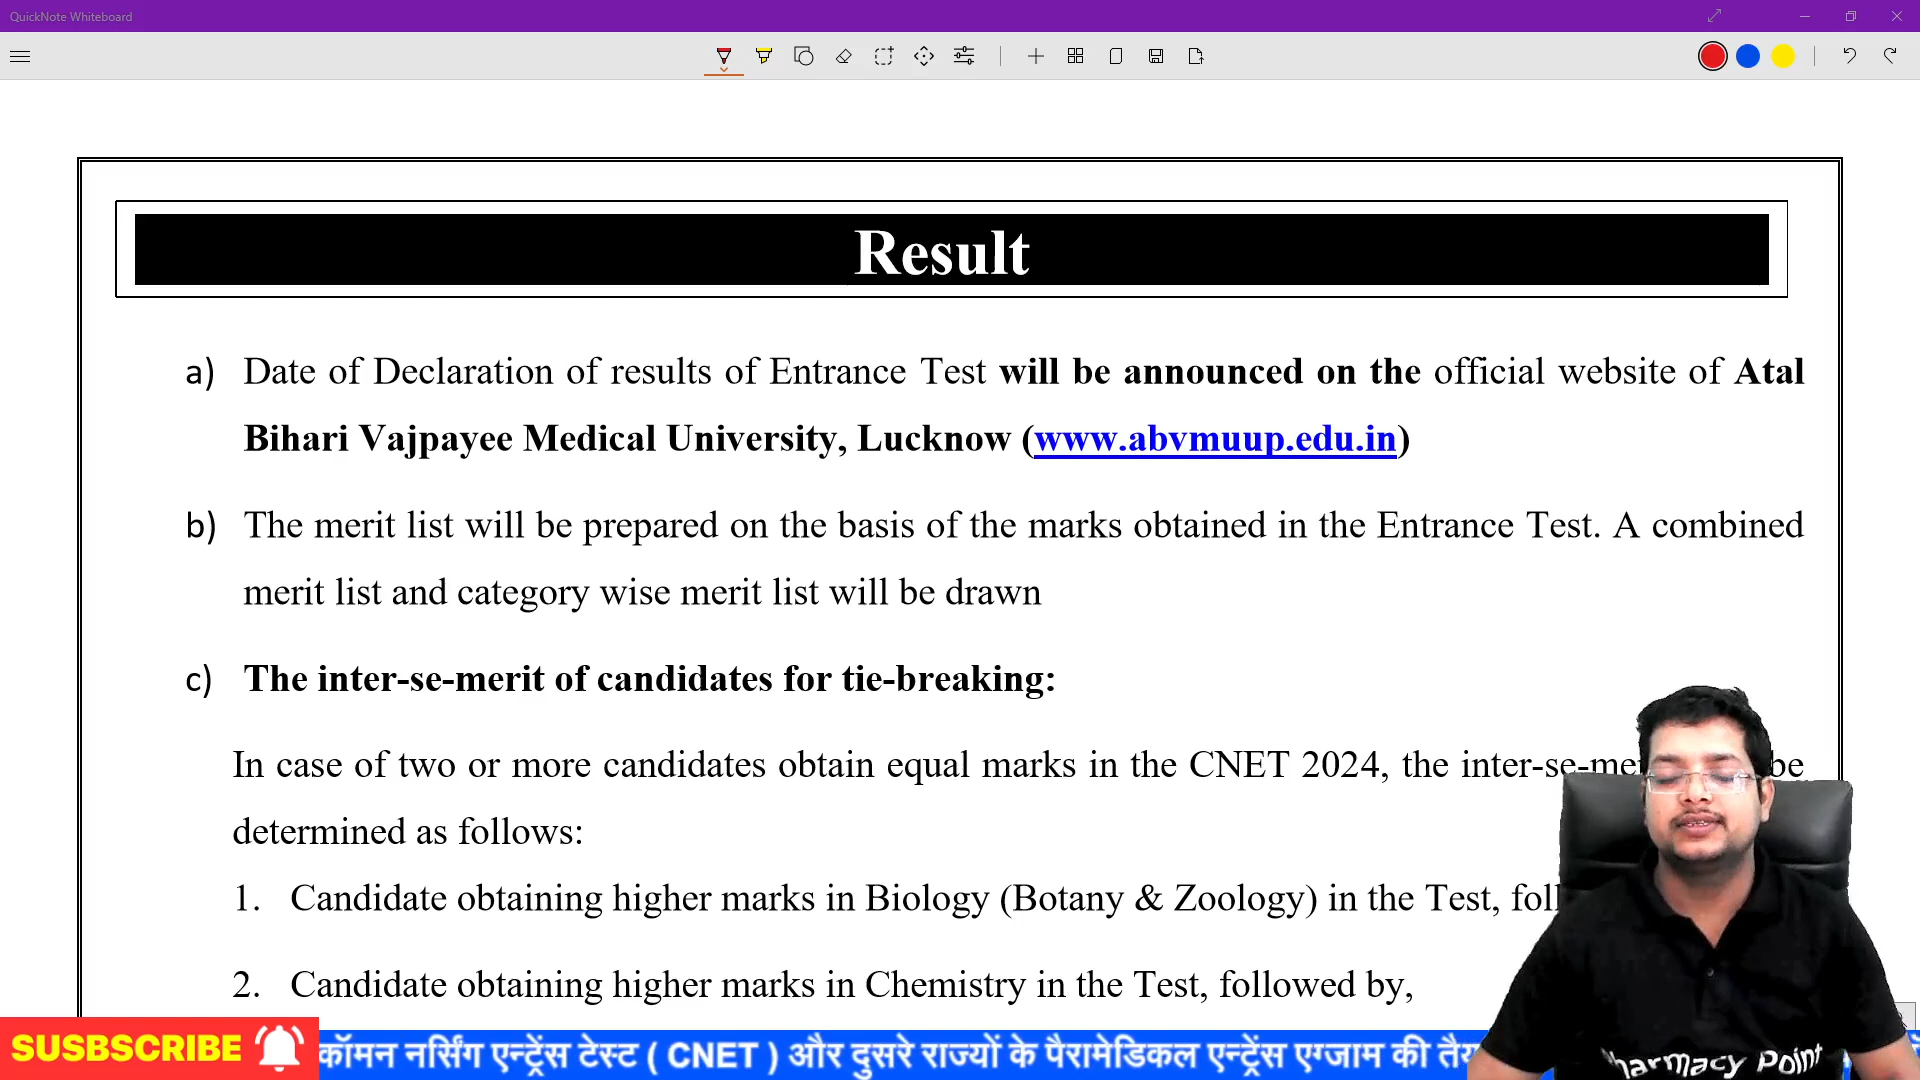 QuickNote Whiteboard
Result
a) Date of Declaration of results of Entrance Test will be announced on the official website of Atal
Bihari Vajpayee Medical University, Lucknow (www.abvmuup.edu.in)
b) The merit list will be prepared on the basis of the marks obtained in the Entrance Test. A combined
merit list and category wise merit list will be drawn
c) The inter-se-merit of candidates for tie-breaking:
In case of two or more candidates obtain equal marks in the CNET 2024, the inter-se- be
determined as follows:
1. Candidate obtaining higher marks in Biology (Botany & Zoology) in the Test,
2. Candidate obtaining higher marks in Chemistry in the Test, followed by,
SUSBSCRIBE
कॉमन नर्सिंग एन्ट्रेंस टेस्ट ( CNET ) और दुसरे राज्यों के पैरामेडिकल एन्ट्रेंस एग्जाम की
harmacy Point